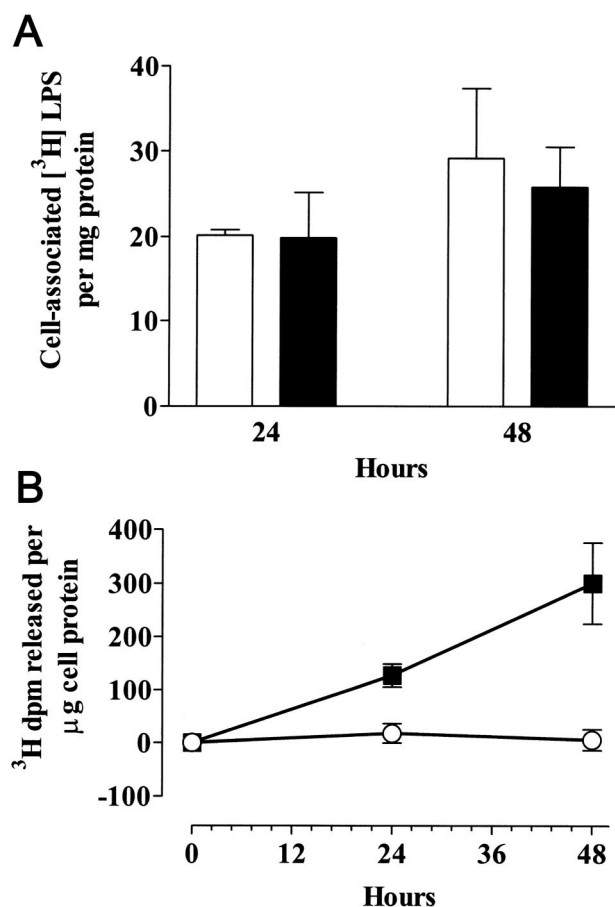 A
Cell-associated [³H] LPS
per mg protein
40
30
20
10
0
24
48
Hours
B
³H dpm released per
μg cell protein
400
300
200
100
0
-100
0
12
24
36
48
Hours